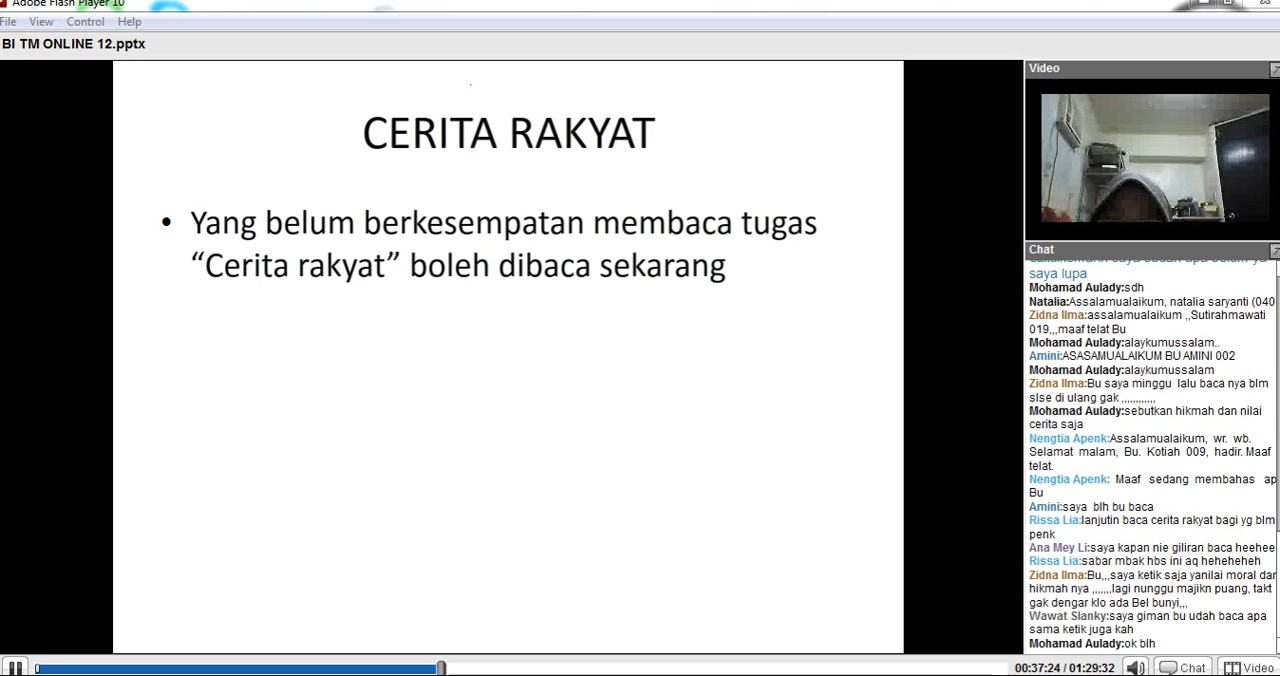 Adobe Flash Player 10
File View Control Help
BI TM ONLINE 12.pptx
CERITA RAKYAT
• Yang belum berkesempatan membaca tugas
“Cerita rakyat” boleh dibaca sekarang
Video
Chat
saya lupa
Mohamad Aulady:sdh
Natalia:Assalamualaikum, natalia saryanti (040
Zidna Ilma:assalamualaikum ,,Sutirahmawati
019,,,maaf telat Bu
Mohamad Aulady:alaykumussalam..
Amini:ASASAMUALAIKUM BU AMINI 002
Mohamad Aulady:alaykumussalam
Zidna Ilma:Bu saya minggu lalu baca nya blm
slse di ulang gak ,,,,,,,,,,,,
Mohamad Aulady:sebutkan hikmah dan nilai
cerita saja
Nengtia Apenk:Assalamualaikum, wr. wb.
Selamat malam, Bu. Kotiah 009, hadir. Maaf
telat.
Nengtia Apenk: Maaf sedang membahas ap
Bu
Amini:saya blh bu baca
Rissa Lia:lanjutin baca cerita rakyat bagi yg blm
penk
Ana Mey Li:saya kapan nie giliran baca heehee
Rissa Lia:sabar mbak hbs ini aq heheheheh
Zidna Ilma:Bu,,,saya ketik saja yanilai moral dar
hikmah nya ,,,,,,,lagi nunggu majikn puang, takt
gak dengar klo ada Bel bunyi,,,
Wawat Slanky:saya giman bu udah baca apa
sama ketik juga kah
Mohamad Aulady:ok blh
00:37:24 / 01:29:32 Chat Video